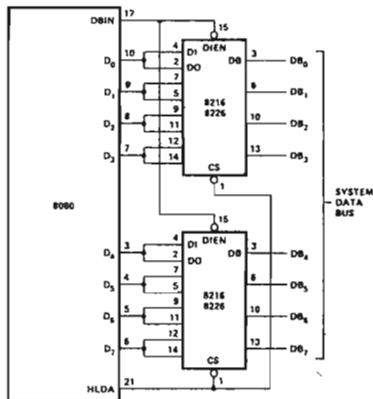 DBIN 17
15
DIEN
D0 10 4 DI DB 3 DB0
2 DO
D1 9 7 6 DB1
5
D2 8 9 8216 10 DB2
11 8226
D3 7 12 13 DB3
14
CS
1
8080
SYSTEM
DATA
BUS
15
DIEN
D4 3 4 DI DB 3 DB4
2 DO
D5 4 7 6 DB5
5
D6 5 9 8216 10 DB6
11 8226
D7 6 12 13 DB7
14
CS
HLDA 21 1